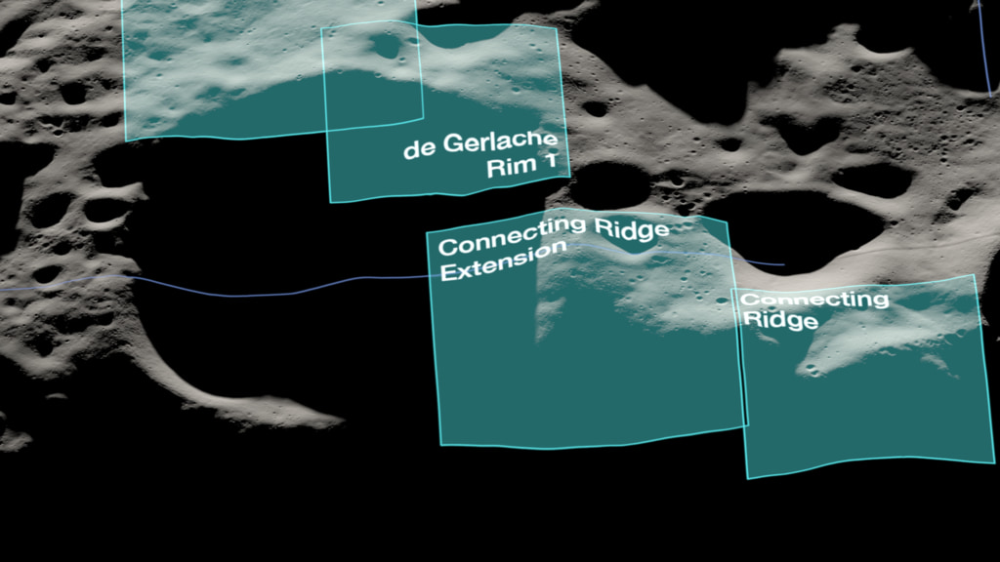 de Gerlache
Rim 1
Connecting Ridge
Extension
Connecting
Ridge